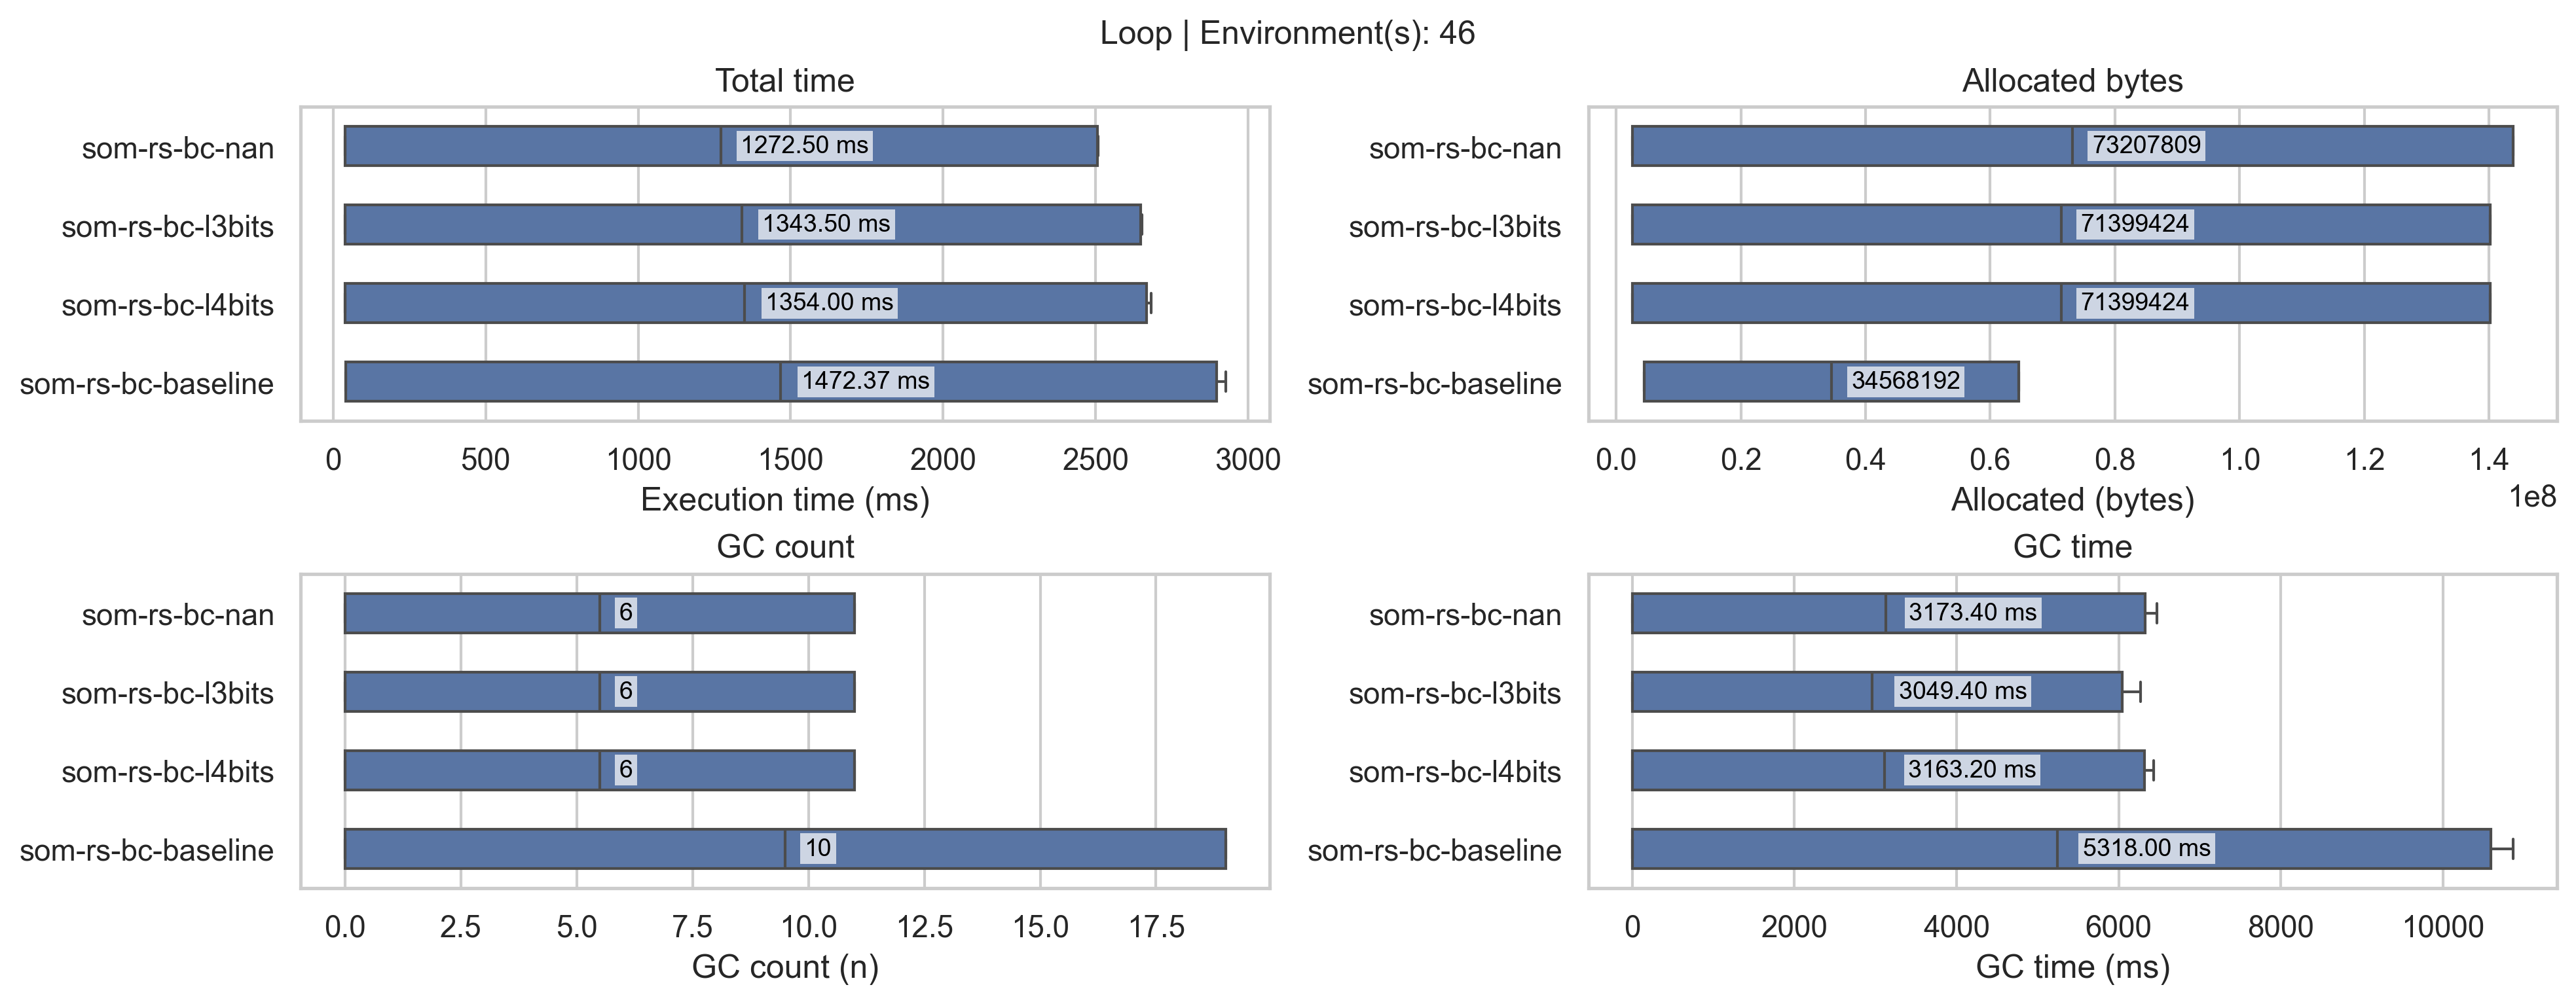 Loop | Environment(s): 46
Total time
som-rs-bc-nan
1272.50 ms
som-rs-bc-l3bits
1343.50 ms
som-rs-bc-l4bits
1354.00 ms
som-rs-bc-baseline
1472.37 ms
0 500 1000 1500 2000 2500 3000
Execution time (ms)
Allocated bytes
som-rs-bc-nan
73207809
som-rs-bc-l3bits
71399424
som-rs-bc-l4bits
71399424
som-rs-bc-baseline
34568192
0.0 0.2 0.4 0.6 0.8 1.0 1.2 1.4
1e8
Allocated (bytes)
GC count
som-rs-bc-nan
6
som-rs-bc-l3bits
6
som-rs-bc-l4bits
6
som-rs-bc-baseline
10
0.0 2.5 5.0 7.5 10.0 12.5 15.0 17.5
GC count (n)
GC time
som-rs-bc-nan
3173.40 ms
som-rs-bc-l3bits
3049.40 ms
som-rs-bc-l4bits
3163.20 ms
som-rs-bc-baseline
5318.00 ms
0 2000 4000 6000 8000 10000
GC time (ms)